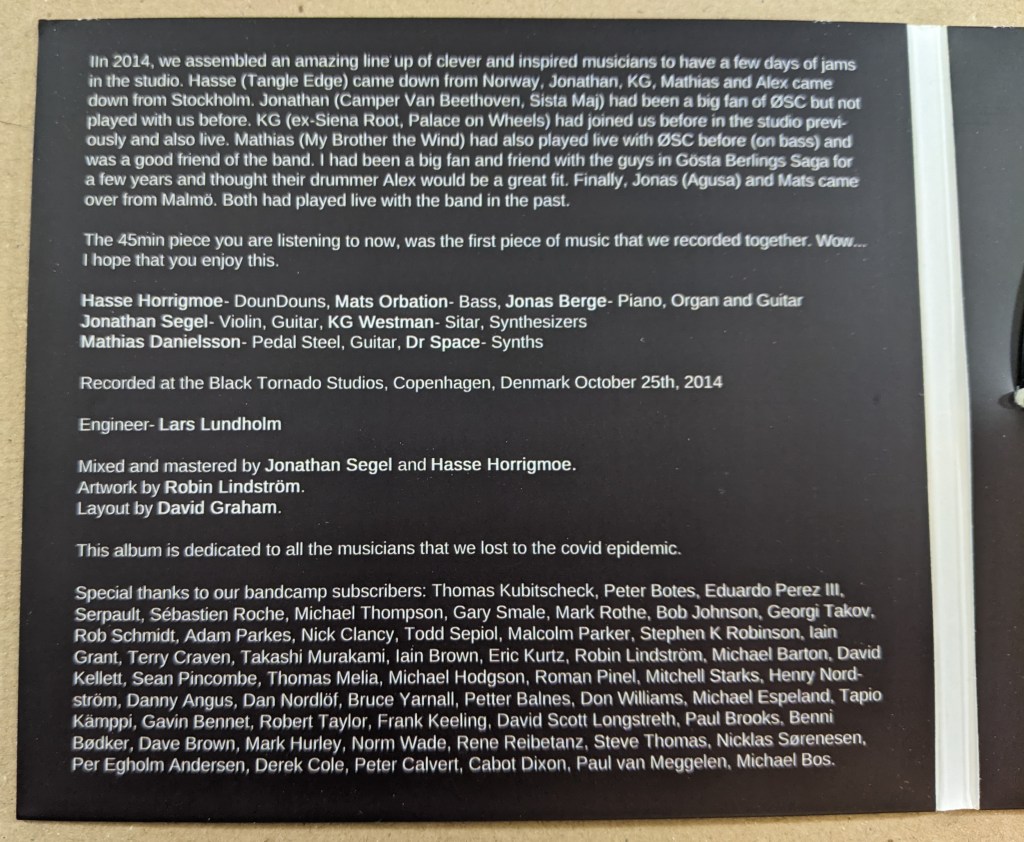 IIn 2014, we assembled an amazing line up of clever and inspired musicians to have a few days of jams
in the studio. Hasse (Tangle Edge) came down from Norway, Jonathan, KG, Mathias and Alex came
down from Stockholm. Jonathan (Camper Van Beethoven, Sista Maj) had been a big fan of ØSC but not
played with us before. KG (ex-Siena Root, Palace on Wheels) had joined us before in the studio previ-
ously and also live. Mathias (My Brother the Wind) had also played live with ØSC before (on bass) and
was a good friend of the band. I had been a big fan and friend with the guys in Gösta Berlings Saga for
a few years and thought their drummer Alex would be a great fit. Finally, Jonas (Agusa) and Mats came
over from Malmö. Both had played live with the band in the past.
The 45min piece you are listening to now, was the first piece of music that we recorded together. Wow...
I hope that you enjoy this.
Hasse Horrigmoe- DounDouns, Mats Orbation- Bass, Jonas Berge- Piano, Organ and Guitar
Jonathan Segel- Violin, Guitar, KG Westman- Sitar, Synthesizers
Mathias Danielsson- Pedal Steel, Guitar, Dr Space- Synths
Recorded at the Black Tornado Studios, Copenhagen, Denmark October 25th, 2014
Engineer- Lars Lundholm
Mixed and mastered by Jonathan Segel and Hasse Horrigmoe.
Artwork by Robin Lindström.
Layout by David Graham.
This album is dedicated to all the musicians that we lost to the covid epidemic.
Special thanks to our bandcamp subscribers: Thomas Kubitscheck, Peter Botes, Eduardo Perez III,
Serpault, Sébastien Roche, Michael Thompson, Gary Smale, Mark Rothe, Bob Johnson, Georgi Takov,
Rob Schmidt, Adam Parkes, Nick Clancy, Todd Sepiol, Malcolm Parker, Stephen K Robinson, Iain
Grant, Terry Craven, Takashi Murakami, Iain Brown, Eric Kurtz, Robin Lindström, Michael Barton, David
Kellett, Sean Pincombe, Thomas Melia, Michael Hodgson, Roman Pinel, Mitchell Starks, Henry Nord-
ström, Danny Angus, Dan Nordlöf, Bruce Yarnall, Petter Balnes, Don Williams, Michael Espeland, Tapio
Kämppi, Gavin Bennet, Robert Taylor, Frank Keeling, David Scott Longstreth, Paul Brooks, Benni
Bødker, Dave Brown, Mark Hurley, Norm Wade, Rene Reibetanz, Steve Thomas, Nicklas Sørenesen,
Per Egholm Andersen, Derek Cole, Peter Calvert, Cabot Dixon, Paul van Meggelen, Michael Bos.